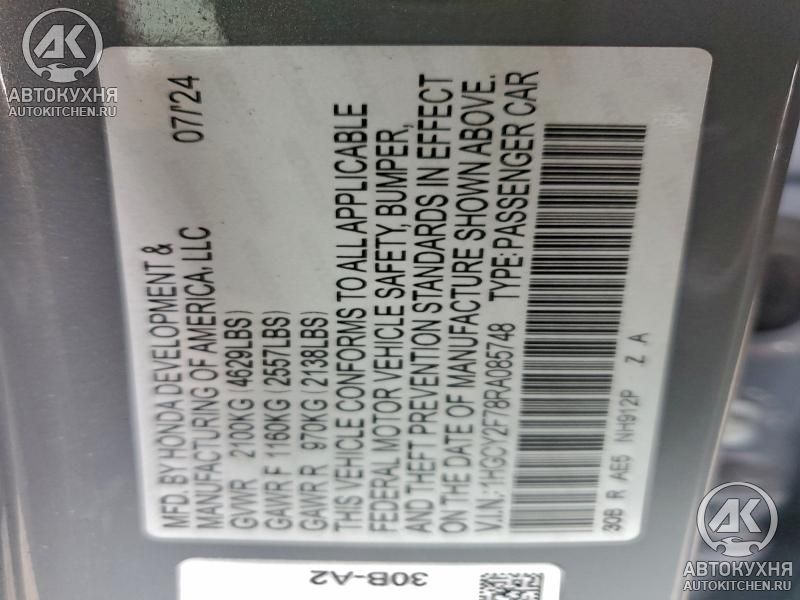 MFD. BY HONDA DEVELOPMENT &
MANUFACTURING OF AMERICA, LLC 07/'24
GVWR 2100KG 4629LBS)
GAWR F 1160KG 2557LBS)
GAWR R 970KG 2138LBS)
THIS VEHICLE CONFORMS TO ALL APPLICABLE
FEDERAL MOTOR VEHICLE SAFETY, BUMPER,
AND THEFT PREVENTION STANDARDS IN EFFECT
ON THE DATE OF MANUFACTURE SHOWN ABOVE.
V.I.N.:1HGCY2F78RA085748 TYPE:PASSENGER CAR
30B R AE5 NH912P Z A
30B-A2
АК
АВТОКУХНЯ
AUTOKITCHEN.RU
АК
АВТОКУХНЯ
AUTOKITCHEN.RU